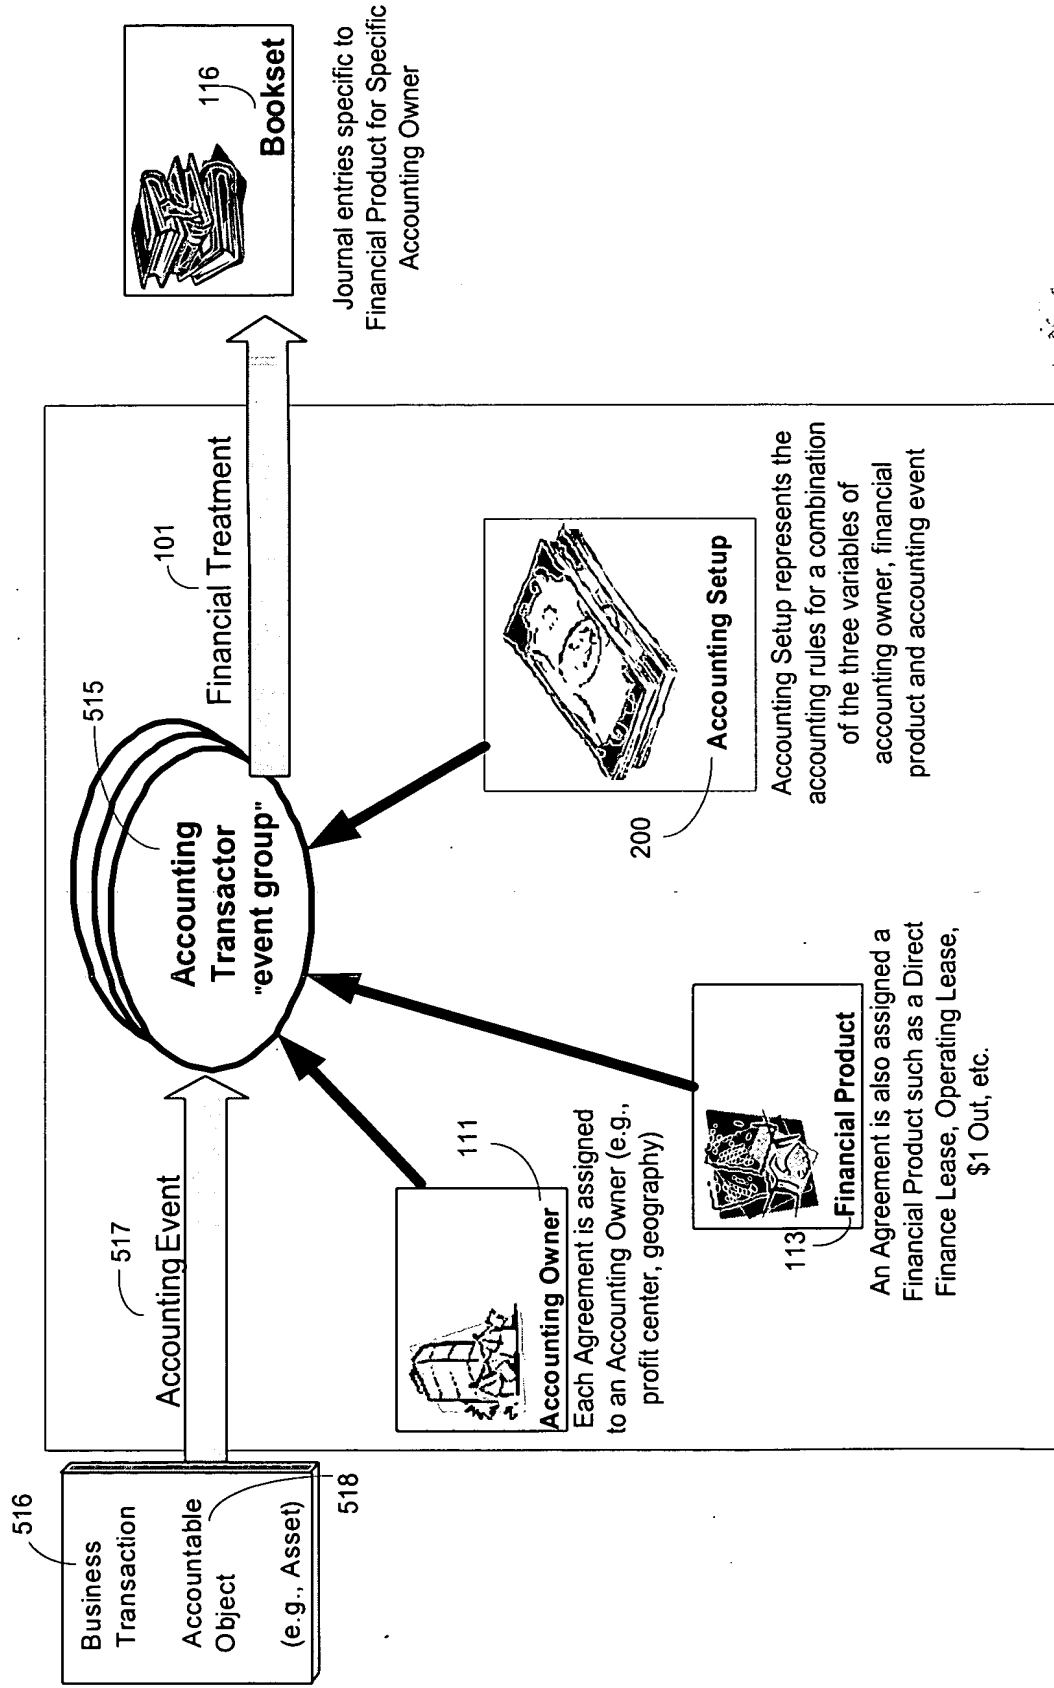 516
Business
Transaction
Accountable
Object
(e.g., Asset)
518
517
Accounting Event
515
Accounting
Transactor
"event group"
101
Financial Treatment
116
Bookset
Journal entries specific to
Financial Product for Specific
Accounting Owner
111
Accounting Owner
Each Agreement is assigned
to an Accounting Owner (e.g.,
profit center, geography)
113
Financial Product
An Agreement is also assigned a
Financial Product such as a Direct
Finance Lease, Operating Lease,
$1 Out, etc.
200
Accounting Setup
Accounting Setup represents the
accounting rules for a combination
of the three variables of
accounting owner, financial
product and accounting event